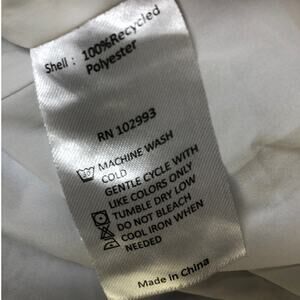 Shell : 100%Recycled
Polyester
RN 102993
MACHINE WASH
COLD
GENTLE CYCLE WITH
LIKE COLORS ONLY
TUMBLE DRY LOW
DO NOT BLEACH
COOL IRON WHEN
NEEDED
Made in China